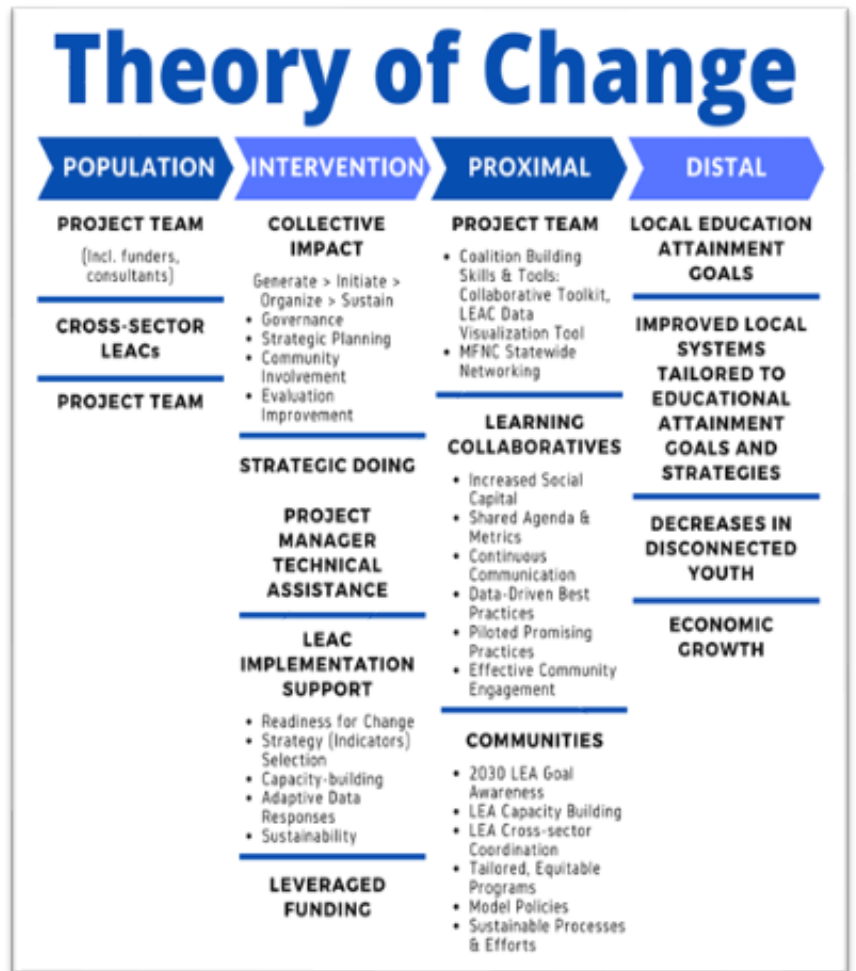 Theory of Change
POPULATION
INTERVENTION
PROXIMAL
DISTAL
PROJECT TEAM
(Incl. funders,
consultants)
CROSS-SECTOR
LEACs
PROJECT TEAM
COLLECTIVE
IMPACT
Generate > Initiate >
Organize > Sustain
• Governance
• Strategic Planning
• Community
Involvement
• Evaluation
Improvement
STRATEGIC DOING
PROJECT
MANAGER
TECHNICAL
ASSISTANCE
LEAC
IMPLEMENTATION
SUPPORT
• Readiness for Change
• Strategy (Indicators)
Selection
• Capacity-building
• Adaptive Data
Responses
• Sustainability
LEVERAGED
FUNDING
PROJECT TEAM
• Coalition Building
Skills & Tools:
Collaborative Toolkit,
LEAC Data
Visualization Tool
• MFNC Statewide
Networking
LEARNING
COLLABORATIVES
• Increased Social
Capital
• Shared Agenda &
Metrics
• Continuous
Communication
• Data-Driven Best
Practices
• Piloted Promising
Practices
• Effective Community
Engagement
COMMUNITIES
• 2030 LEA Goal
Awareness
• LEA Capacity Building
• LEA Cross-sector
Coordination
• Tailored, Equitable
Programs
• Model Policies
• Sustainable Processes
& Efforts
LOCAL EDUCATION
ATTAINMENT
GOALS
IMPROVED LOCAL
SYSTEMS
TAILORED TO
EDUCATIONAL
ATTAINMENT
GOALS AND
STRATEGIES
DECREASES IN
DISCONNECTED
YOUTH
ECONOMIC
GROWTH